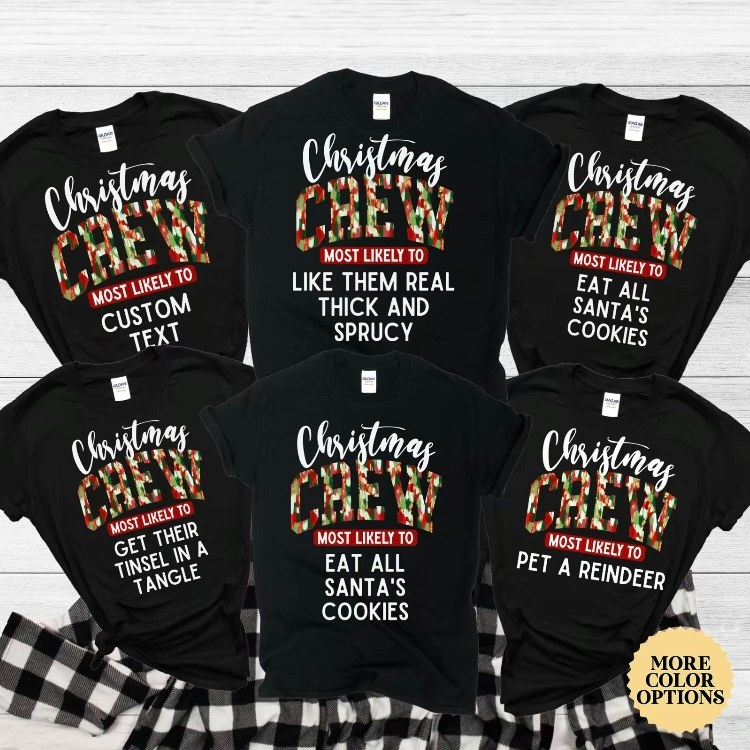 Christmas
CREW
MOST LIKELY TO
CUSTOM
TEXT
GILDAN
Christmas
CREW
MOST LIKELY TO
LIKE THEM REAL
THICK AND
SPRUCY
Christmas
CREW
MOST LIKELY TO
EAT ALL
SANTA'S
COOKIES
Christmas
CREW
MOST LIKELY TO
GET THEIR
TINSEL IN A
TANGLE
Christmas
CREW
MOST LIKELY TO
EAT ALL
SANTA'S
COOKIES
Christmas
CREW
MOST LIKELY TO
PET A REINDEER
MORE
COLOR
OPTIONS